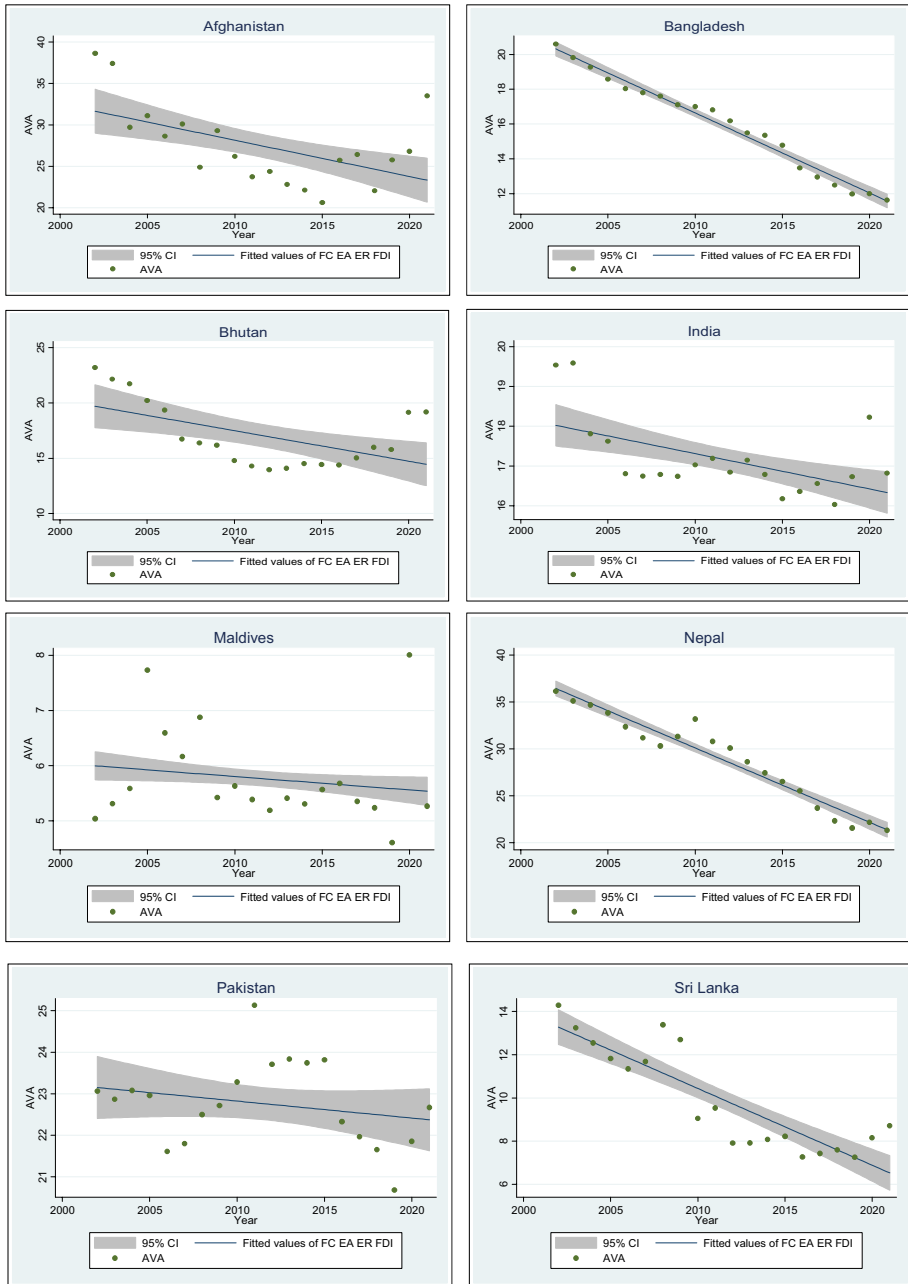 Afghanistan
AVA
40
35
30
25
20
2000 2005 2010 2015 2020
Year
95% CI Fitted values of FC EA ER FDI
AVA
Bangladesh
AVA
20
18
16
14
12
2000 2005 2010 2015 2020
Year
95% CI Fitted values of FC EA ER FDI
AVA
Bhutan
AVA
25
20
15
10
2000 2005 2010 2015 2020
Year
95% CI Fitted values of FC EA ER FDI
AVA
India
AVA
20
19
18
17
16
2000 2005 2010 2015 2020
Year
95% CI Fitted values of FC EA ER FDI
AVA
Maldives
AVA
8
7
6
5
2000 2005 2010 2015 2020
Year
95% CI Fitted values of FC EA ER FDI
AVA
Nepal
AVA
40
35
30
25
20
2000 2005 2010 2015 2020
Year
95% CI Fitted values of FC EA ER FDI
AVA
Pakistan
AVA
25
24
23
22
21
2000 2005 2010 2015 2020
Year
95% CI Fitted values of FC EA ER FDI
AVA
Sri Lanka
AVA
14
12
10
8
6
2000 2005 2010 2015 2020
Year
95% CI Fitted values of FC EA ER FDI
AVA